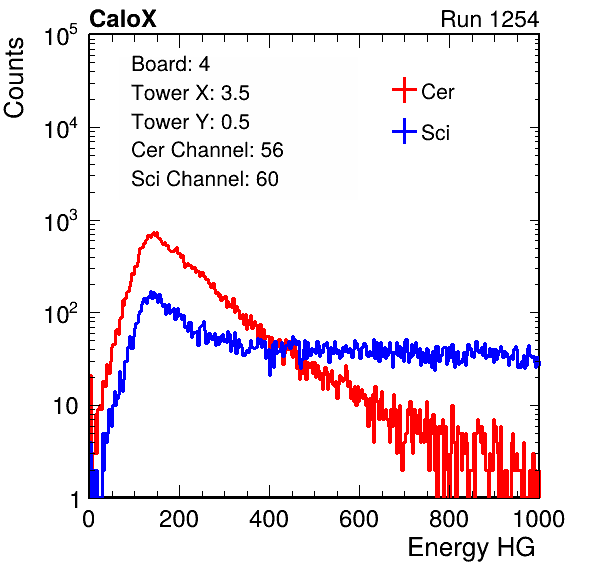 CaloX Run 1254
Counts
10^5
10^4
10^3
10^2
10
1
Board: 4
Tower X: 3.5
Tower Y: 0.5
Cer Channel: 56
Sci Channel: 60
Cer
Sci
0 200 400 600 800 1000
Energy HG